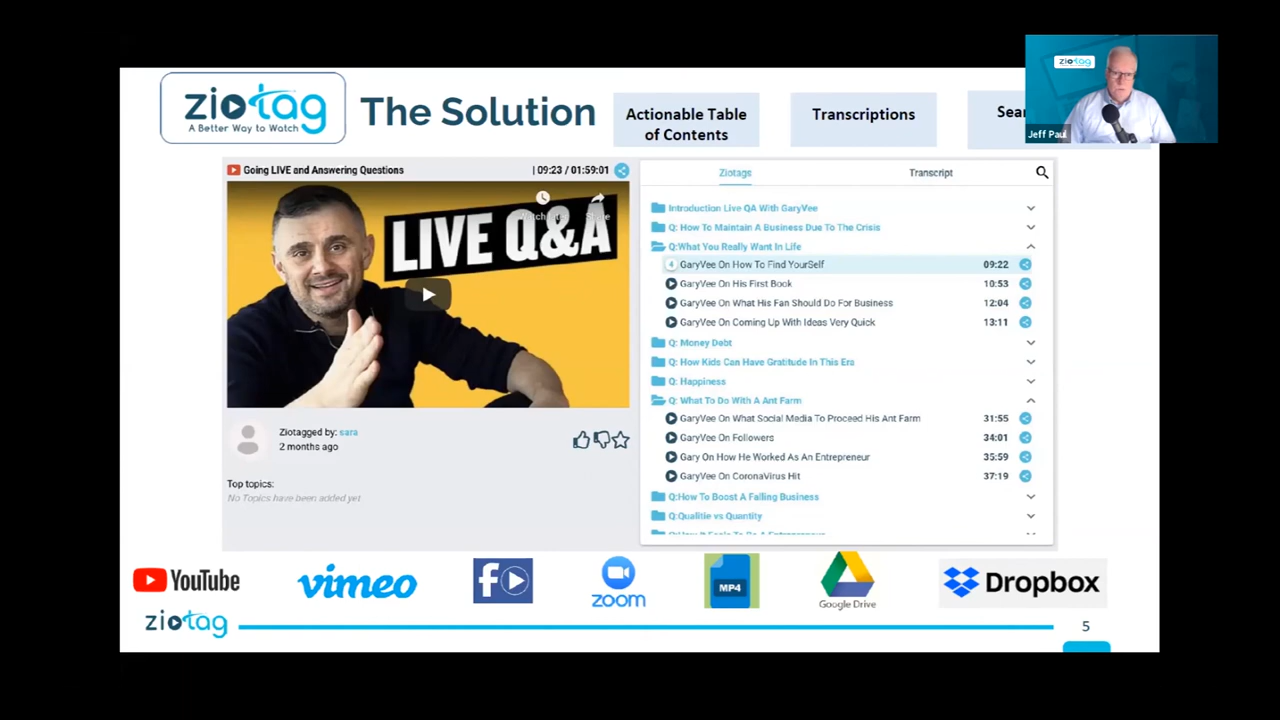 ziotag
A Better Way to Watch
The Solution
Actionable Table
of Contents
Transcriptions
ziotag
Jeff Paul
Going LIVE and Answering Questions
| 09:23 / 01:59:01
Watch later
Share
LIVE Q&A
Ziotagged by: sara
2 months ago
Top topics:
No Topics have been added yet
Ziotags
Transcript
Introduction Live QA With GaryVee
Q: How To Maintain A Business Due To The Crisis
Q:What You Really Want In Life
GaryVee On How To Find YourSelf 09:22
GaryVee On His First Book 10:53
GaryVee On What His Fan Should Do For Business 12:04
GaryVee On Coming Up With Ideas Very Quick 13:11
Q: Money Debt
Q: How Kids Can Have Gratitude In This Era
Q: Happiness
Q: What To Do With A Ant Farm
GaryVee On What Social Media To Proceed His Ant Farm 31:55
GaryVee On Followers 34:01
Gary On How He Worked As An Entrepreneur 35:59
GaryVee On CoronaVirus Hit 37:19
Q:How To Boost A Falling Business
Q:Qualitie vs Quantity
YouTube
vimeo
zoom
MP4
Google Drive
Dropbox
ziotag
5